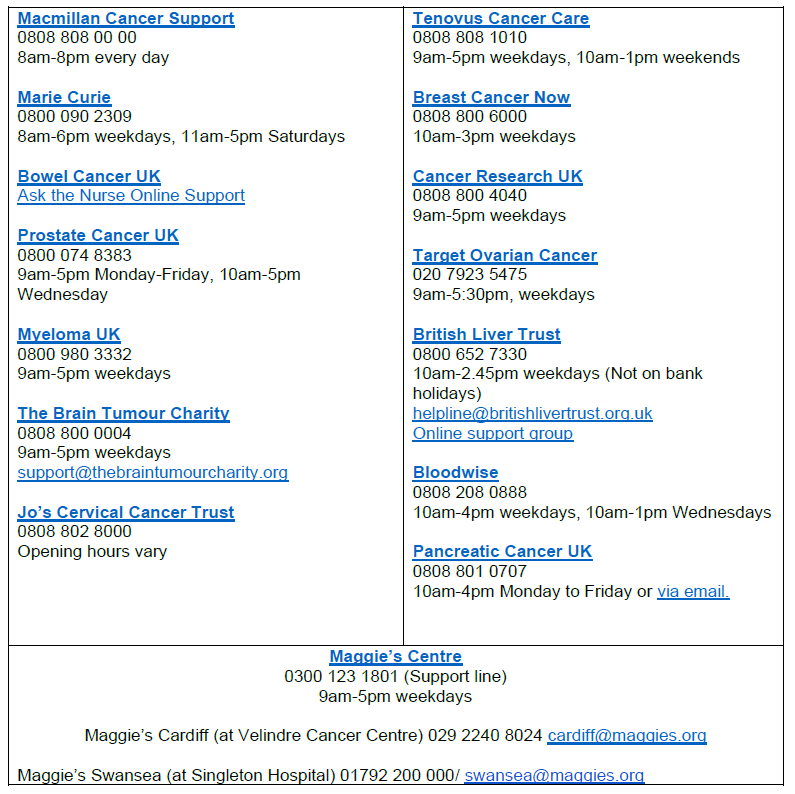 Macmillan Cancer Support
0808 808 00 00
8am-8pm every day
Marie Curie
0800 090 2309
8am-6pm weekdays, 11am-5pm Saturdays
Bowel Cancer UK
Ask the Nurse Online Support
Prostate Cancer UK
0800 074 8383
9am-5pm Monday-Friday, 10am-5pm
Wednesday
Myeloma UK
0800 980 3332
9am-5pm weekdays
The Brain Tumour Charity
0808 800 0004
9am-5pm weekdays
support@thebraintumourcharity.org
Jo’s Cervical Cancer Trust
0808 802 8000
Opening hours vary
Tenovus Cancer Care
0808 808 1010
9am-5pm weekdays, 10am-1pm weekends
Breast Cancer Now
0808 800 6000
10am-3pm weekdays
Cancer Research UK
0808 800 4040
9am-5pm weekdays
Target Ovarian Cancer
020 7923 5475
9am-5:30pm, weekdays
British Liver Trust
0800 652 7330
10am-2.45pm weekdays (Not on bank
holidays)
helpline@britishlivertrust.org.uk
Online support group
Bloodwise
0808 208 0888
10am-4pm weekdays, 10am-1pm Wednesdays
Pancreatic Cancer UK
0808 801 0707
10am-4pm Monday to Friday or via email.
Maggie’s Centre
0300 123 1801 (Support line)
9am-5pm weekdays
Maggie’s Cardiff (at Velindre Cancer Centre) 029 2240 8024 cardiff@maggies.org
Maggie’s Swansea (at Singleton Hospital) 01792 200 000/ swansea@maggies.org